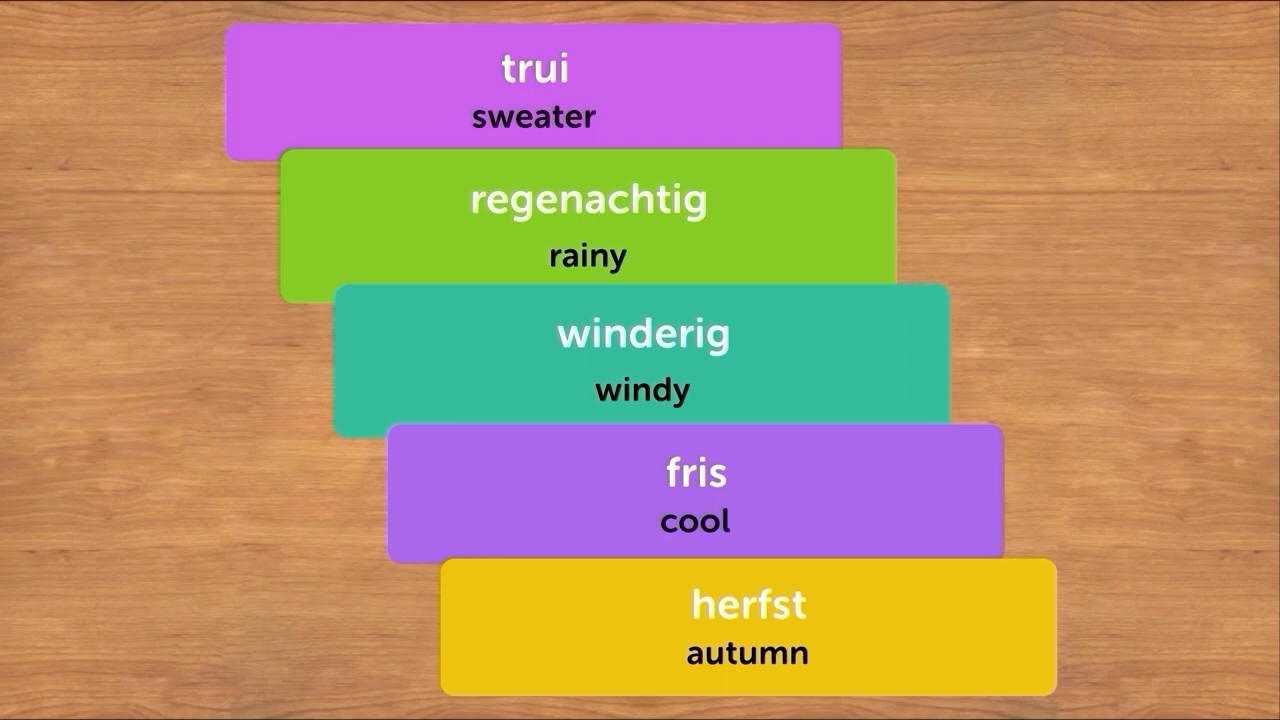 trui
sweater
regenachtig
rainy
winderig
windy
fris
cool
herfst
autumn